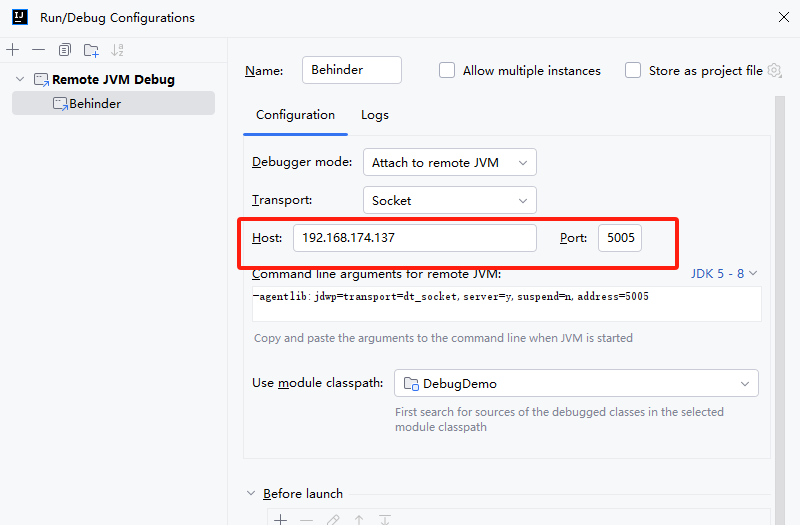 Run/Debug Configurations
Remote JVM Debug
Behinder
Name: Behinder Allow multiple instances Store as project file
Configuration Logs
Debugger mode: Attach to remote JVM
Transport: Socket
Host: 192.168.174.137 Port: 5005
Command line arguments for remote JVM: JDK 5 - 8
-agentlib:jdwp=transport=dt_socket,server=y,suspend=n,address=5005
Copy and paste the arguments to the command line when JVM is started
Use module classpath: DebugDemo
First search for sources of the debugged classes in the selected
module classpath
Before launch